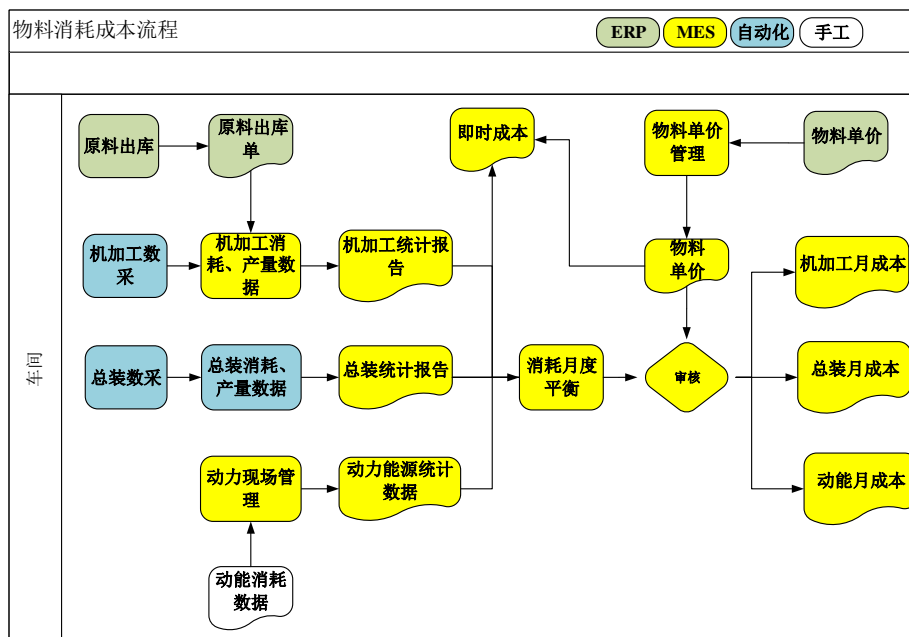 物料消耗成本流程
ERP
MES
自动化
手工
车间
原料出库
原料出库
单
即时成本
物料单价
管理
物料单价
机加工数
采
机加工消
耗、产量数
据
机加工统计报
告
物料
单价
机加工月成本
总装数采
总装消耗、
产量数据
总装统计报告
消耗月度
平衡
审核
总装月成本
动力现场管
理
动力能源统计
数据
动能月成本
动能消耗
数据